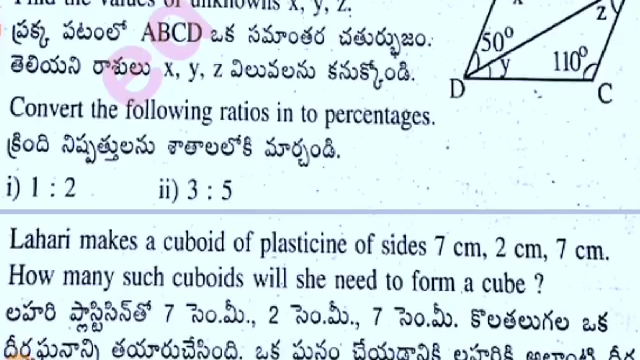 Find the values of unknowns x, y, z.
ప్రక్క పటంలో ABCD ఒక సమాంతర చతుర్భుజం.
తెలియని రాశులు x, y, z విలువలను కనుక్కోండి.
x
z
50°
y
110°
D
C
Convert the following ratios in to percentages.
క్రింది నిష్పత్తులను శాతాలలోకి మార్చండి.
i) 1 : 2 ii) 3 : 5
Lahari makes a cuboid of plasticine of sides 7 cm, 2 cm, 7 cm.
How many such cuboids will she need to form a cube ?
లహరి ప్లాస్టిసిన్‌తో 7 సెం.మీ., 2 సెం.మీ., 7 సెం.మీ. కొలతలుగల ఒక
దీర్ఘఘనాన్ని తయారుచేసింది. ఒక ఘనం చేయడానికి లహరికి అలాంటి